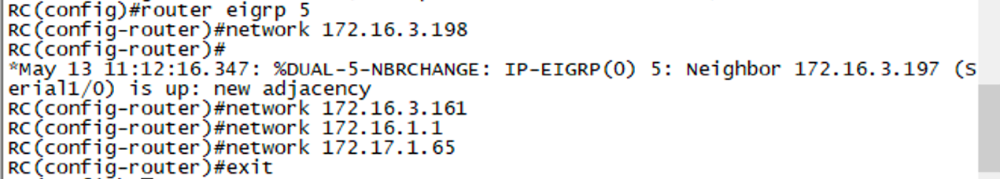 RC(config)#router eigrp 5
RC(config-router)#network 172.16.3.198
RC(config-router)#
*May 13 11:12:16.347: %DUAL-5-NBRCHANGE: IP-EIGRP(0) 5: Neighbor 172.16.3.197 (S
erial1/0) is up: new adjacency
RC(config-router)#network 172.16.3.161
RC(config-router)#network 172.16.1.1
RC(config-router)#network 172.17.1.65
RC(config-router)#exit